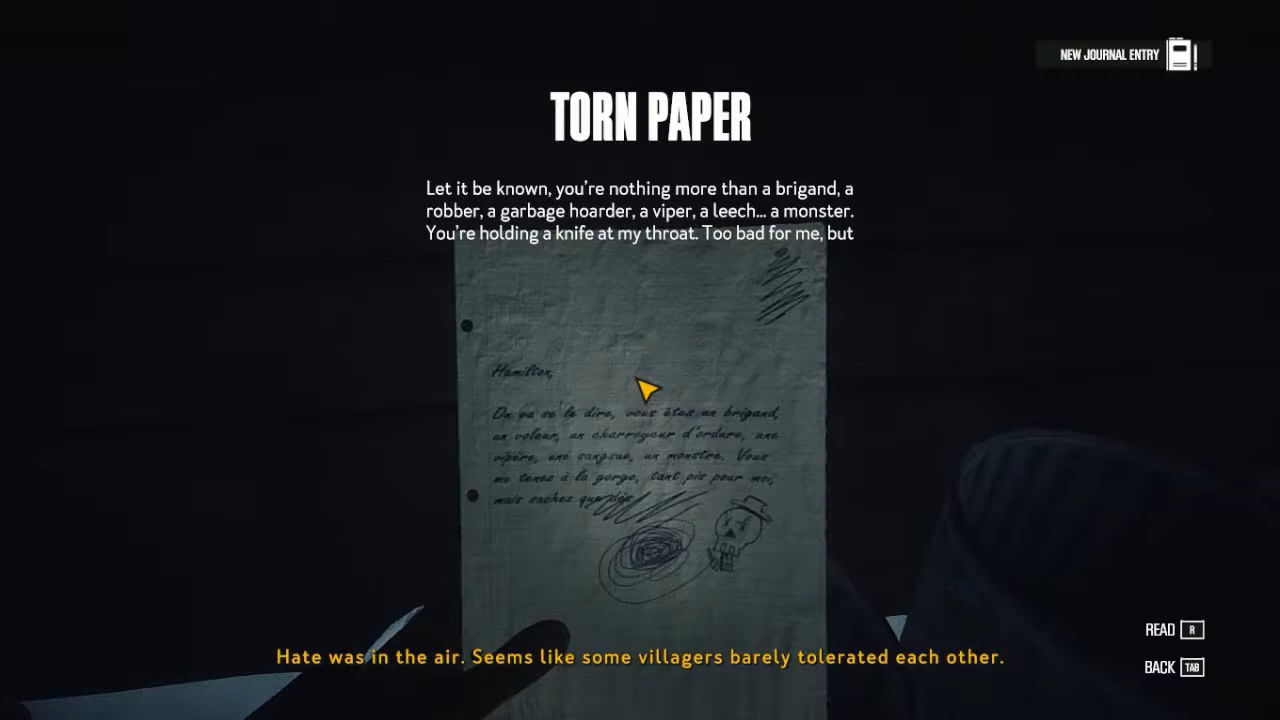 NEW JOURNAL ENTRY
TORN PAPER
Let it be known, you're nothing more than a brigand, a
robber, a garbage hoarder, a viper, a leech... a monster.
You're holding a knife at my throat. Too bad for me, but
Hamilton,
On va se le dire, vous êtes un brigand,
un voleur, un charroyeur d'ordure, une
vipère, une sangsue, un monstre. Vous
me tenez à la gorge, tant pis pour moi,
mais sachez que
Hate was in the air. Seems like some villagers barely tolerated each other.
READ R
BACK TAB